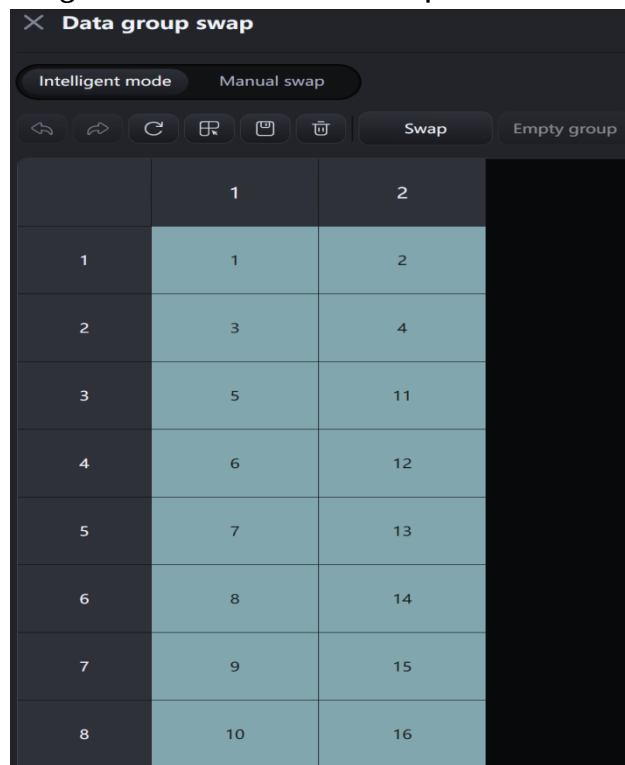 Data group swap
Intelligent mode Manual swap
Swap Empty group
1 2
1 1 2
2 3 4
3 5 11
4 6 12
5 7 13
6 8 14
7 9 15
8 10 16